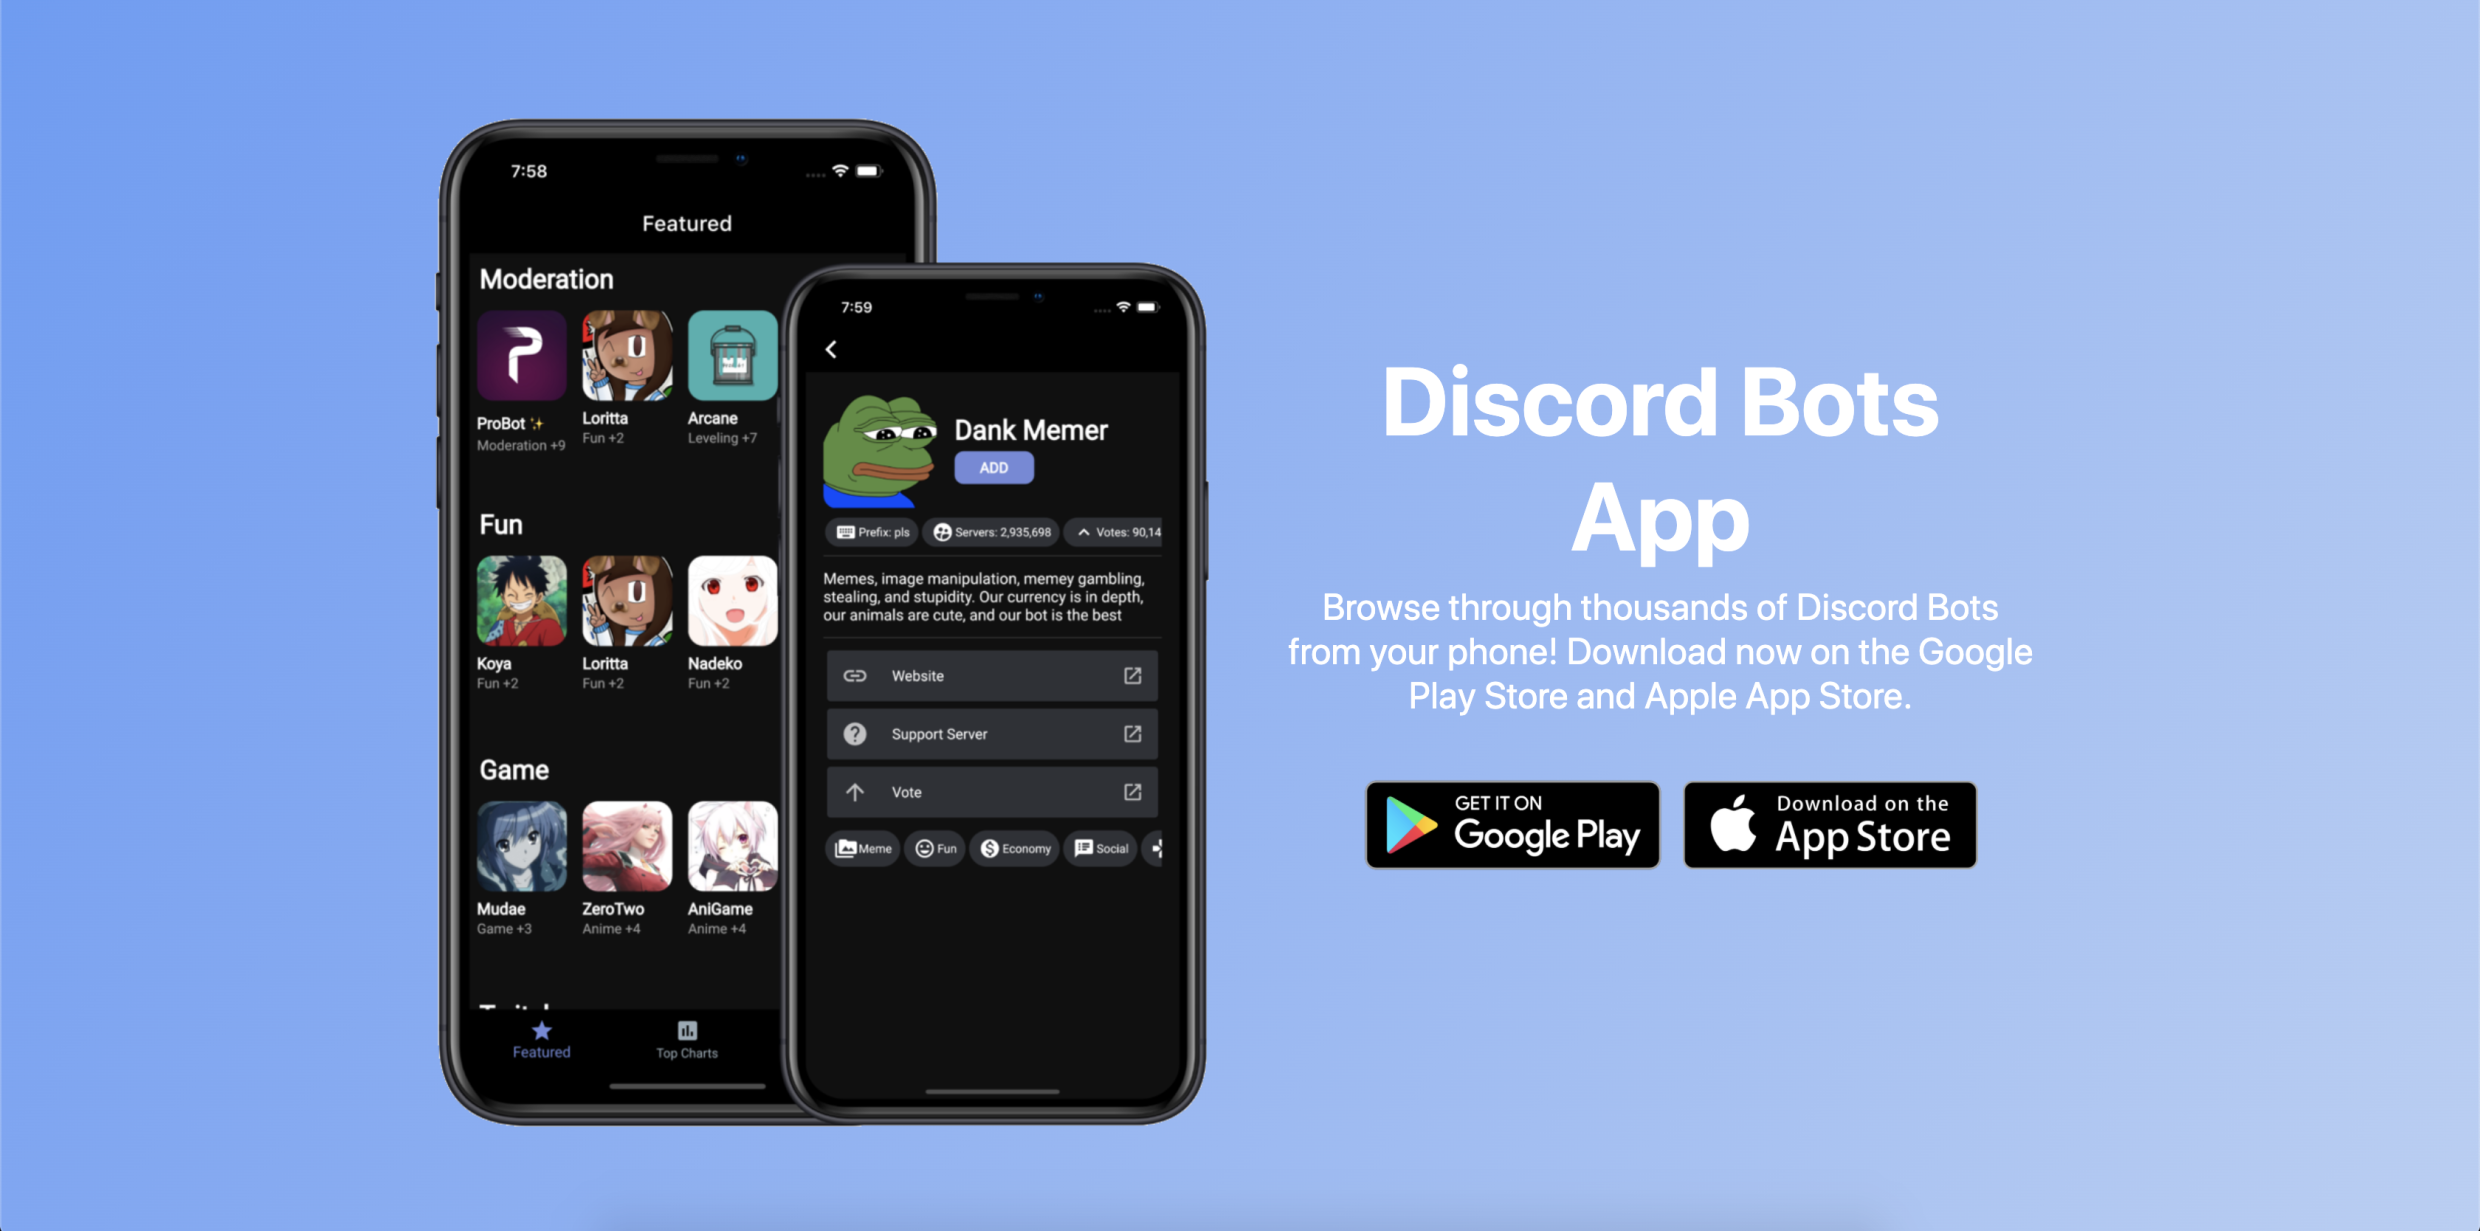 7:58
Featured
Moderation
ProBot ✨
Moderation +9
Loritta
Fun +2
Arcane
Leveling +7
Fun
Koya
Fun +2
Loritta
Fun +2
Nadeko
Fun +2
Game
Mudae
Game +3
ZeroTwo
Anime +4
AniGame
Anime +4
Featured
Top Charts
7:59
Dank Memer
ADD
Prefix: pls
Servers: 2,935,698
Votes: 90,14
Memes, image manipulation, memey gambling,
stealing, and stupidity. Our currency is in depth,
our animals are cute, and our bot is the best
Website
Support Server
Vote
Meme
Fun
Economy
Social
Discord Bots
App
Browse through thousands of Discord Bots
from your phone! Download now on the Google
Play Store and Apple App Store.
GET IT ON
Google Play
Download on the
App Store